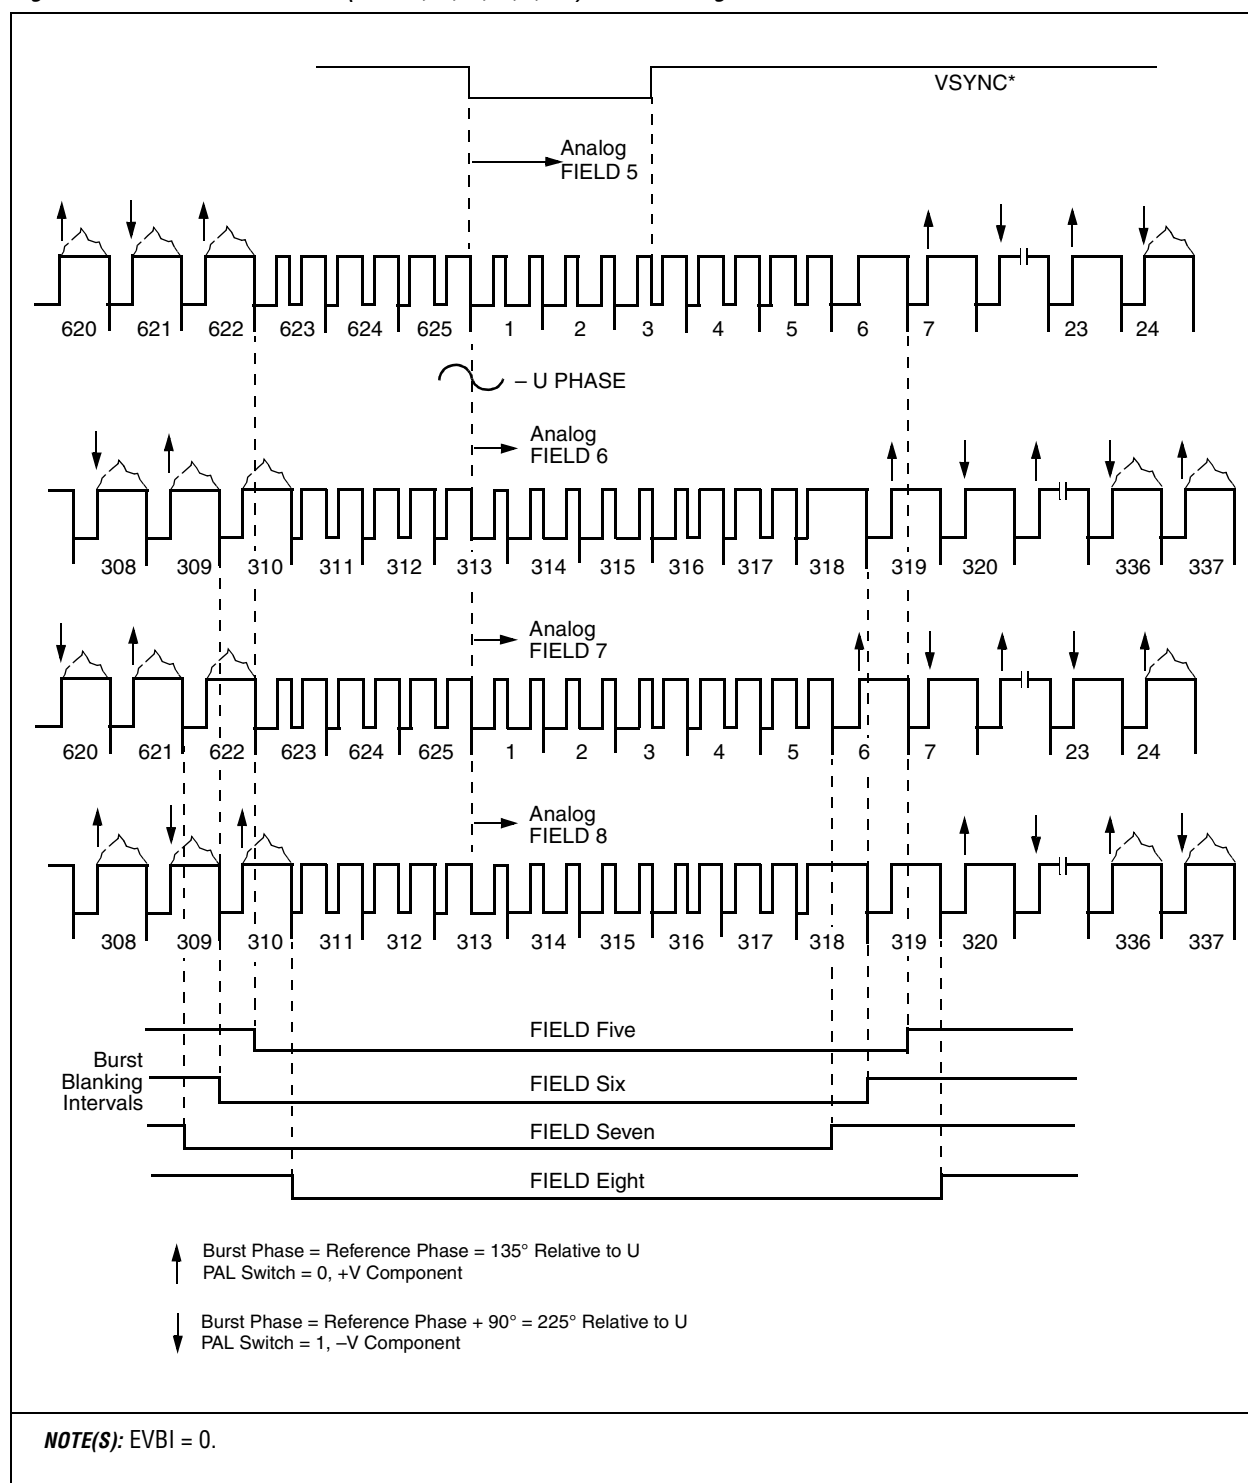 VSYNC*
Analog
FIELD 5
620 621 622 623 624 625 1 2 3 4 5 6 7 23 24
– U PHASE
Analog
FIELD 6
308 309 310 311 312 313 314 315 316 317 318 319 320 336 337
Analog
FIELD 7
620 621 622 623 624 625 1 2 3 4 5 6 7 23 24
Analog
FIELD 8
308 309 310 311 312 313 314 315 316 317 318 319 320 336 337
Burst
Blanking
Intervals
FIELD Five
FIELD Six
FIELD Seven
FIELD Eight
Burst Phase = Reference Phase = 135° Relative to U
PAL Switch = 0, +V Component
Burst Phase = Reference Phase + 90° = 225° Relative to U
PAL Switch = 1, –V Component
NOTE(S): EVBI = 0.